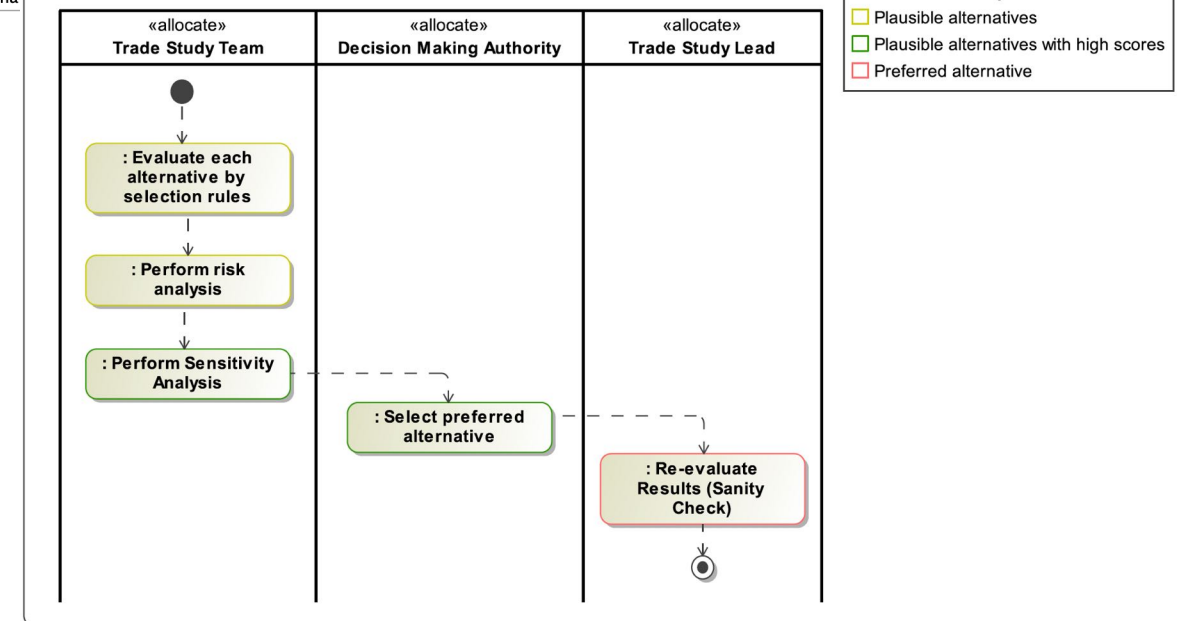 «allocate»
Trade Study Team
«allocate»
Decision Making Authority
«allocate»
Trade Study Lead
Plausible alternatives
Plausible alternatives with high scores
Preferred alternative
: Evaluate each
alternative by
selection rules
: Perform risk
analysis
: Perform Sensitivity
Analysis
: Select preferred
alternative
: Re-evaluate
Results (Sanity
Check)